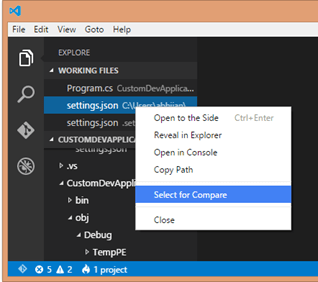 File Edit View Goto Help
EXPLORE
WORKING FILES
Program.cs CustomDevApplica...
settings.json C:\Users\abhijan\
settings.json .se
Open to the Side Ctrl+Enter
Reveal in Explorer
Open in Console
Copy Path
Select for Compare
Close
CUSTOMDEVAPPLICA
settings.json
.vs
CustomDevAppl
bin
obj
Debug
TempPE
5 2 1 project